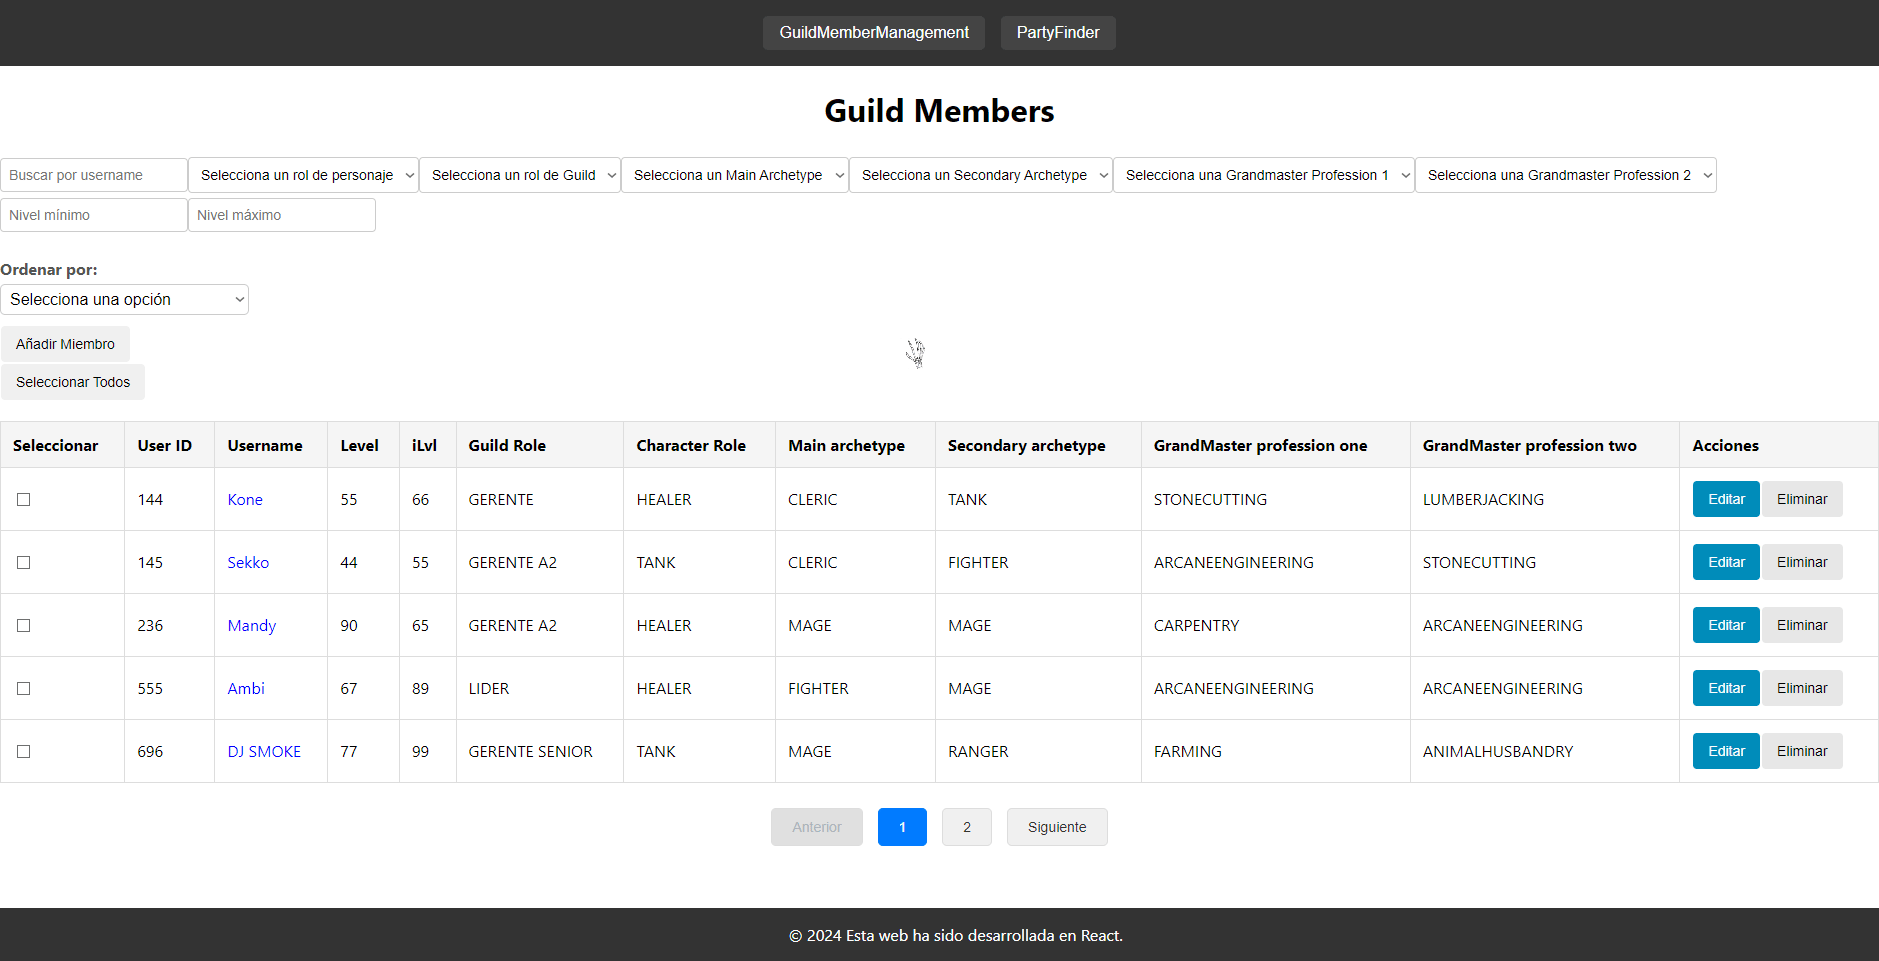 GuildMemberManagement PartyFinder
Guild Members
Buscar por username Selecciona un rol de personaje Selecciona un rol de Guild Selecciona un Main Archetype Selecciona un Secondary Archetype Selecciona una Grandmaster Profession 1 Selecciona una Grandmaster Profession 2
Nivel mínimo Nivel máximo
Ordenar por:
Selecciona una opción
Añadir Miembro
Seleccionar Todos
Seleccionar User ID Username Level iLvl Guild Role Character Role Main archetype Secondary archetype GrandMaster profession one GrandMaster profession two Acciones
144 Kone 55 66 GERENTE HEALER CLERIC TANK STONECUTTING LUMBERJACKING Editar Eliminar
145 Sekko 44 55 GERENTE A2 TANK CLERIC FIGHTER ARCANEENGINEERING STONECUTTING Editar Eliminar
236 Mandy 90 65 GERENTE A2 HEALER MAGE MAGE CARPENTRY ARCANEENGINEERING Editar Eliminar
555 Ambi 67 89 LIDER HEALER FIGHTER MAGE ARCANEENGINEERING ARCANEENGINEERING Editar Eliminar
696 DJ SMOKE 77 99 GERENTE SENIOR TANK MAGE RANGER FARMING ANIMALHUSBANDRY Editar Eliminar
Anterior 1 2 Siguiente
© 2024 Esta web ha sido desarrollada en React.